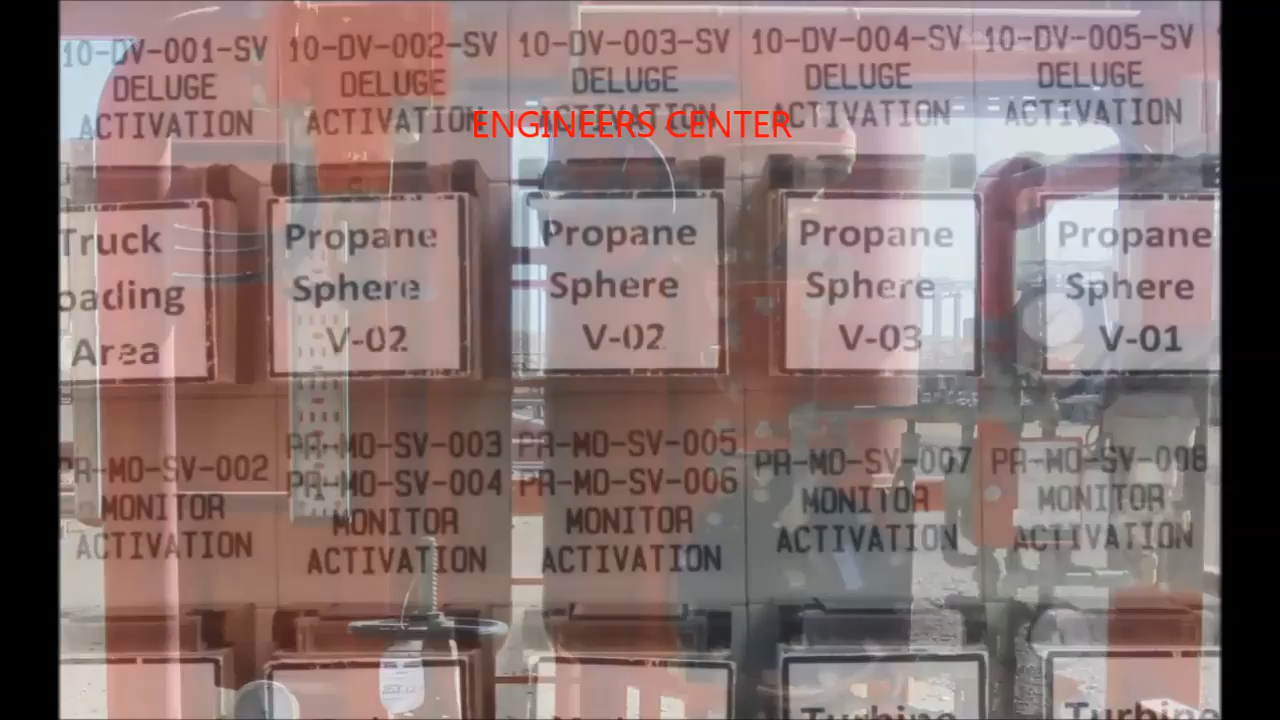 10-DV-001-SV 10-DV-002-SV 10-DV-003-SV 10-DV-004-SV 10-DV-005-SV
DELUGE DELUGE DELUGE DELUGE DELUGE
ACTIVATION ACTIVATION ACTIVATION ACTIVATION ACTIVATION
ENGINEERS CENTER
Truck Propane Propane Propane Propane
oading Sphere Sphere Sphere Sphere
Area V-02 V-02 V-03 V-01
PR-MO-SV-003 PR-MO-SV-005
PR-MO-SV-002 PR-MO-SV-004 PR-MO-SV-006 PR-MO-SV-007 PR-MO-SV-008
MONITOR MONITOR MONITOR MONITOR MONITOR
ACTIVATION ACTIVATION ACTIVATION ACTIVATION ACTIVATION
Turbine Turbine